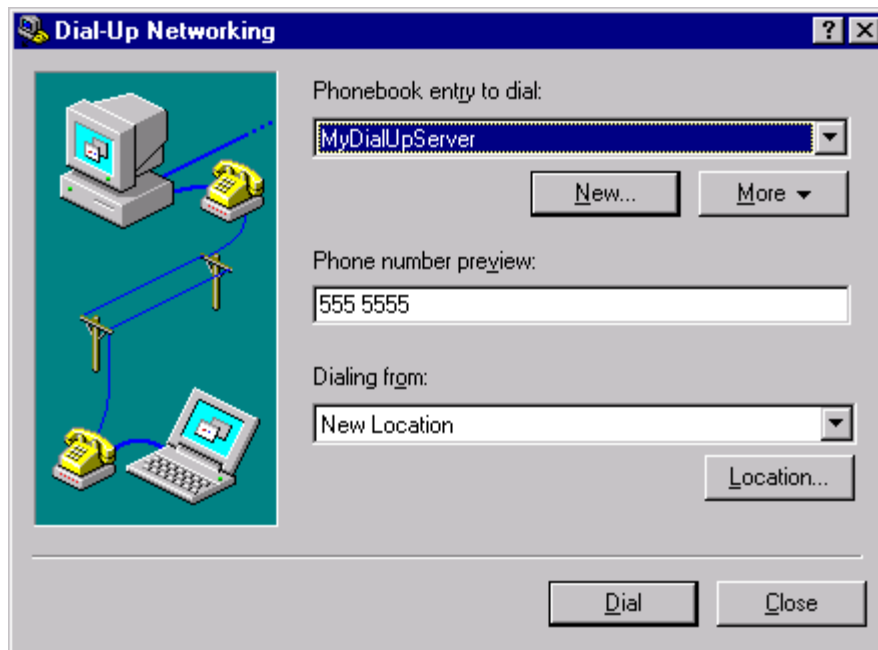 Dial-Up Networking
Phonebook entry to dial:
MyDialUpServer
New...
More
Phone number preview:
555 5555
Dialing from:
New Location
Location...
Dial
Close